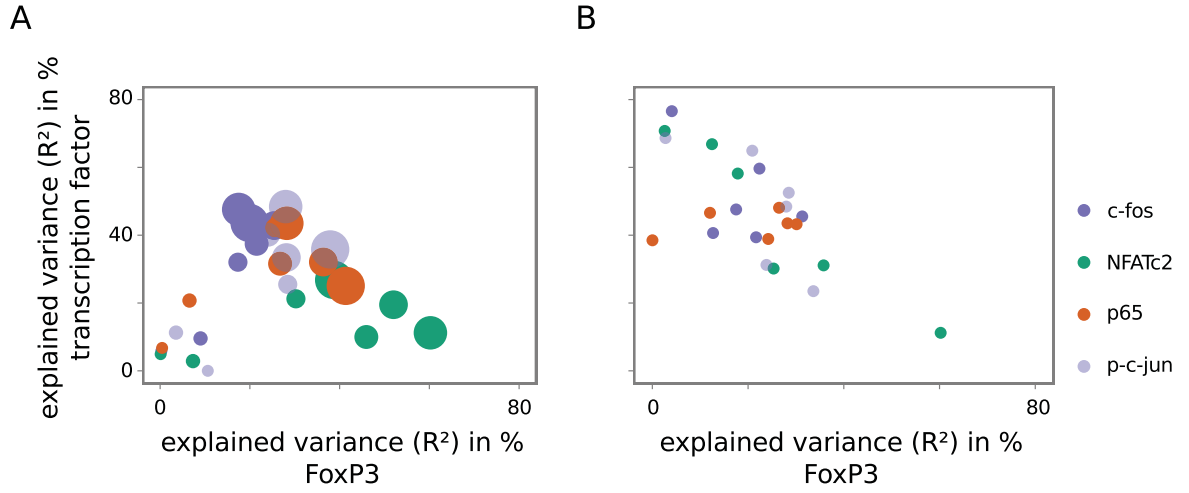 A
B
explained variance (R²) in %
transcription factor
80
40
0
0
80
explained variance (R²) in %
FoxP3
0
80
explained variance (R²) in %
FoxP3
c-fos
NFATc2
p65
p-c-jun